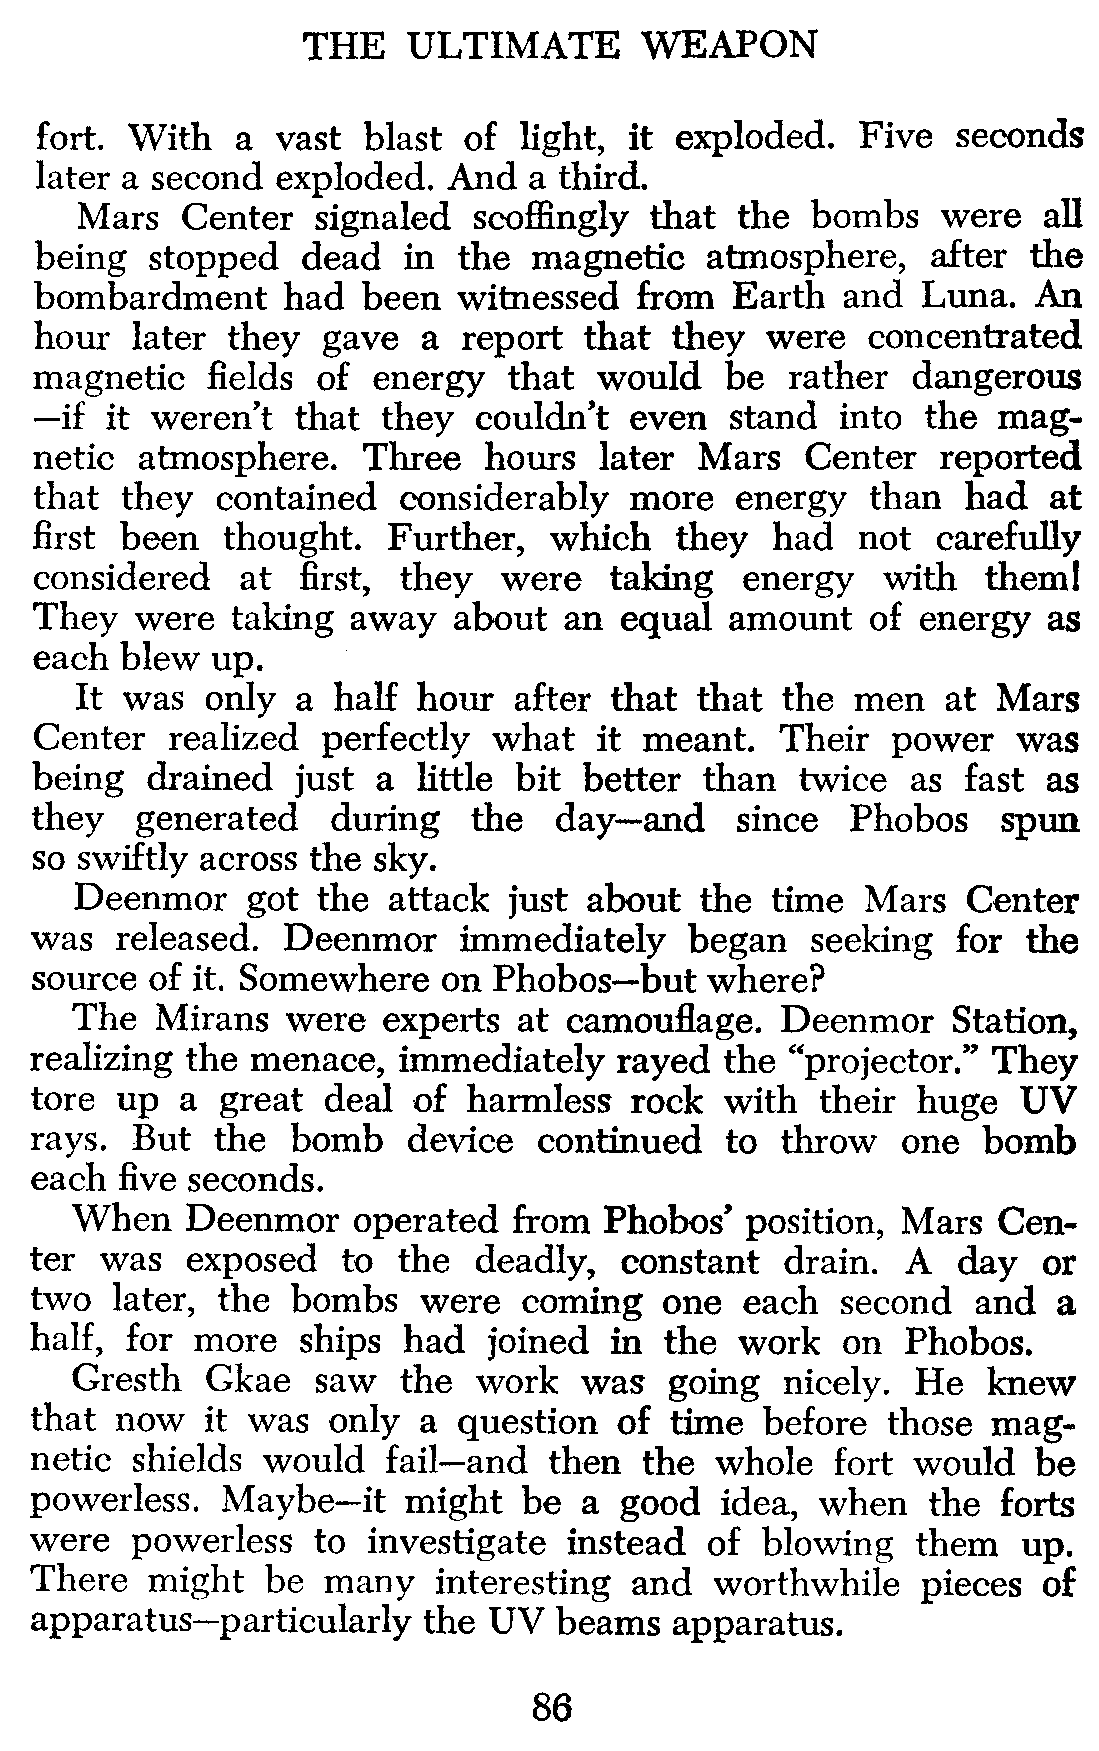 THE ULTIMATE WEAPON
fort. With a vast blast of light, it exploded. Five seconds
later a second exploded. And a third.
Mars Center signaled scoffingly that the bombs were all
being stopped dead in the magnetic atmosphere, after the
bombardment had been witnessed from Earth and Luna. An
hour later they gave a report that they were concentrated
magnetic fields of energy that would be rather dangerous
—if it weren't that they couldn't even stand into the mag-
netic atmosphere. Three hours later Mars Center reported
that they contained considerably more energy than had at
first been thought. Further, which they had not carefully
considered at first, they were taking energy with them!
They were taking away about an equal amount of energy as
each blew up.
It was only a half hour after that that the men at Mars
Center realized perfectly what it meant. Their power was
being drained just a little bit better than twice as fast as
they generated during the day—and since Phobos spun
so swiftly across the sky.
Deenmor got the attack just about the time Mars Center
was released. Deenmor immediately began seeking for the
source of it. Somewhere on Phobos—but where?
The Mirans were experts at camouflage. Deenmor Station,
realizing the menace, immediately rayed the “projector.” They
tore up a great deal of harmless rock with their huge UV
rays. But the bomb device continued to throw one bomb
each five seconds.
When Deenmor operated from Phobos' position, Mars Cen-
ter was exposed to the deadly, constant drain. A day or
two later, the bombs were coming one each second and a
half, for more ships had joined in the work on Phobos.
Gresth Gkae saw the work was going nicely. He knew
that now it was only a question of time before those mag-
netic shields would fail—and then the whole fort would be
powerless. Maybe—it might be a good idea, when the forts
were powerless to investigate instead of blowing them up.
There might be many interesting and worthwhile pieces of
apparatus—particularly the UV beams apparatus.
86